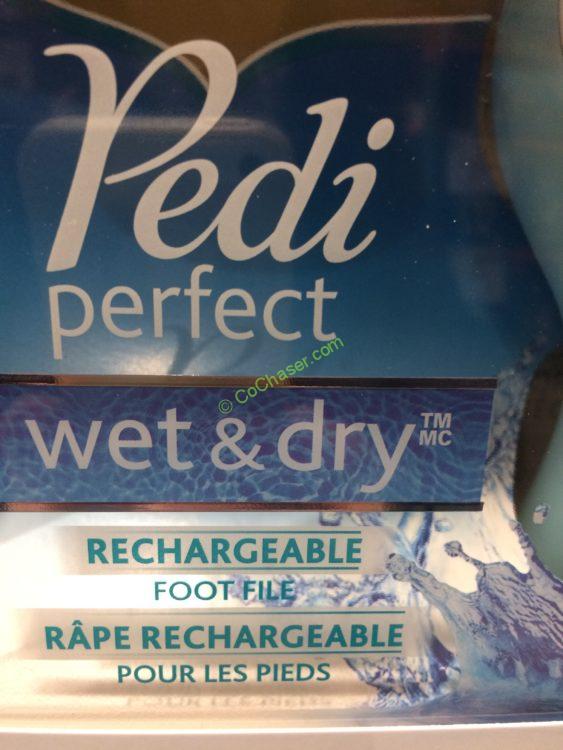 Pedi
perfect
© CoChaser.com
wet & dry™
MC
RECHARGEABLE
FOOT FILE
RÂPE RECHARGEABLE
POUR LES PIEDS